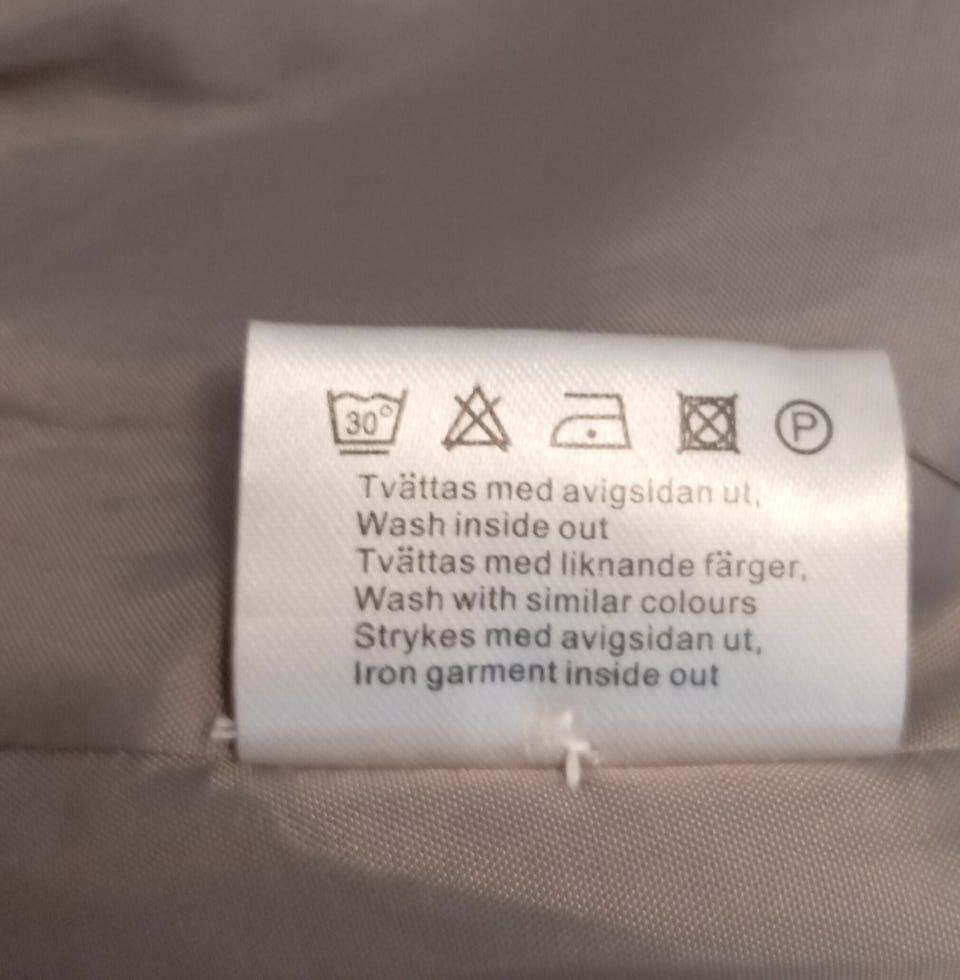 30°
P
Tvättas med avigsidan ut,
Wash inside out
Tvättas med liknande färger,
Wash with similar colours
Strykes med avigsidan ut,
Iron garment inside out